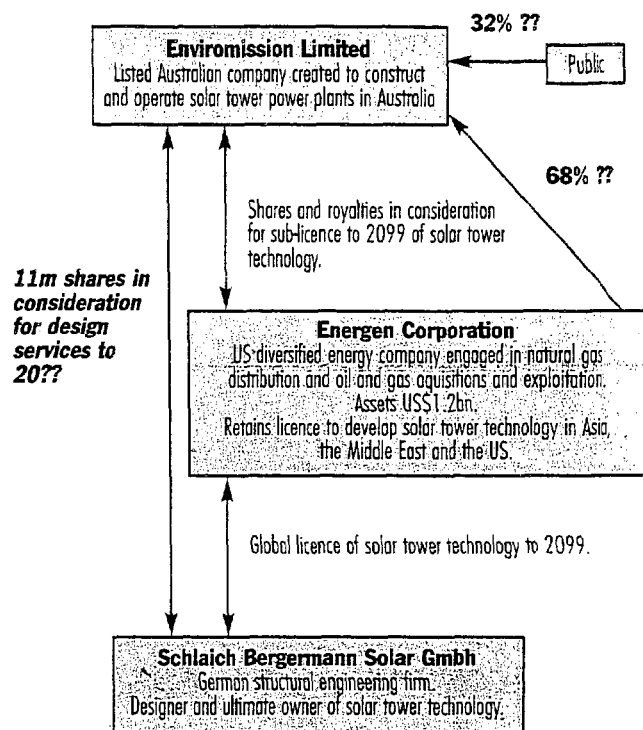 32% ??
Enviromission Limited
Listed Australian company created to construct
and operate solar tower power plants in Australia
Public
68% ??
Shares and royalties in consideration
for sub-licence to 2099 of solar tower
technology.
11m shares in
consideration
for design
services to
20??
Energen Corporation
US diversified energy company engaged in natural gas
distribution and oil and gas aquisitions and exploitation.
Assets US$1.2bn.
Retains licence to develop solar tower technology in Asia,
the Middle East and the US.
Global licence of solar tower technology to 2099.
Schlaich Bergermann Solar Gmbh
German structural engineering firm.
Designer and ultimate owner of solar tower technology.